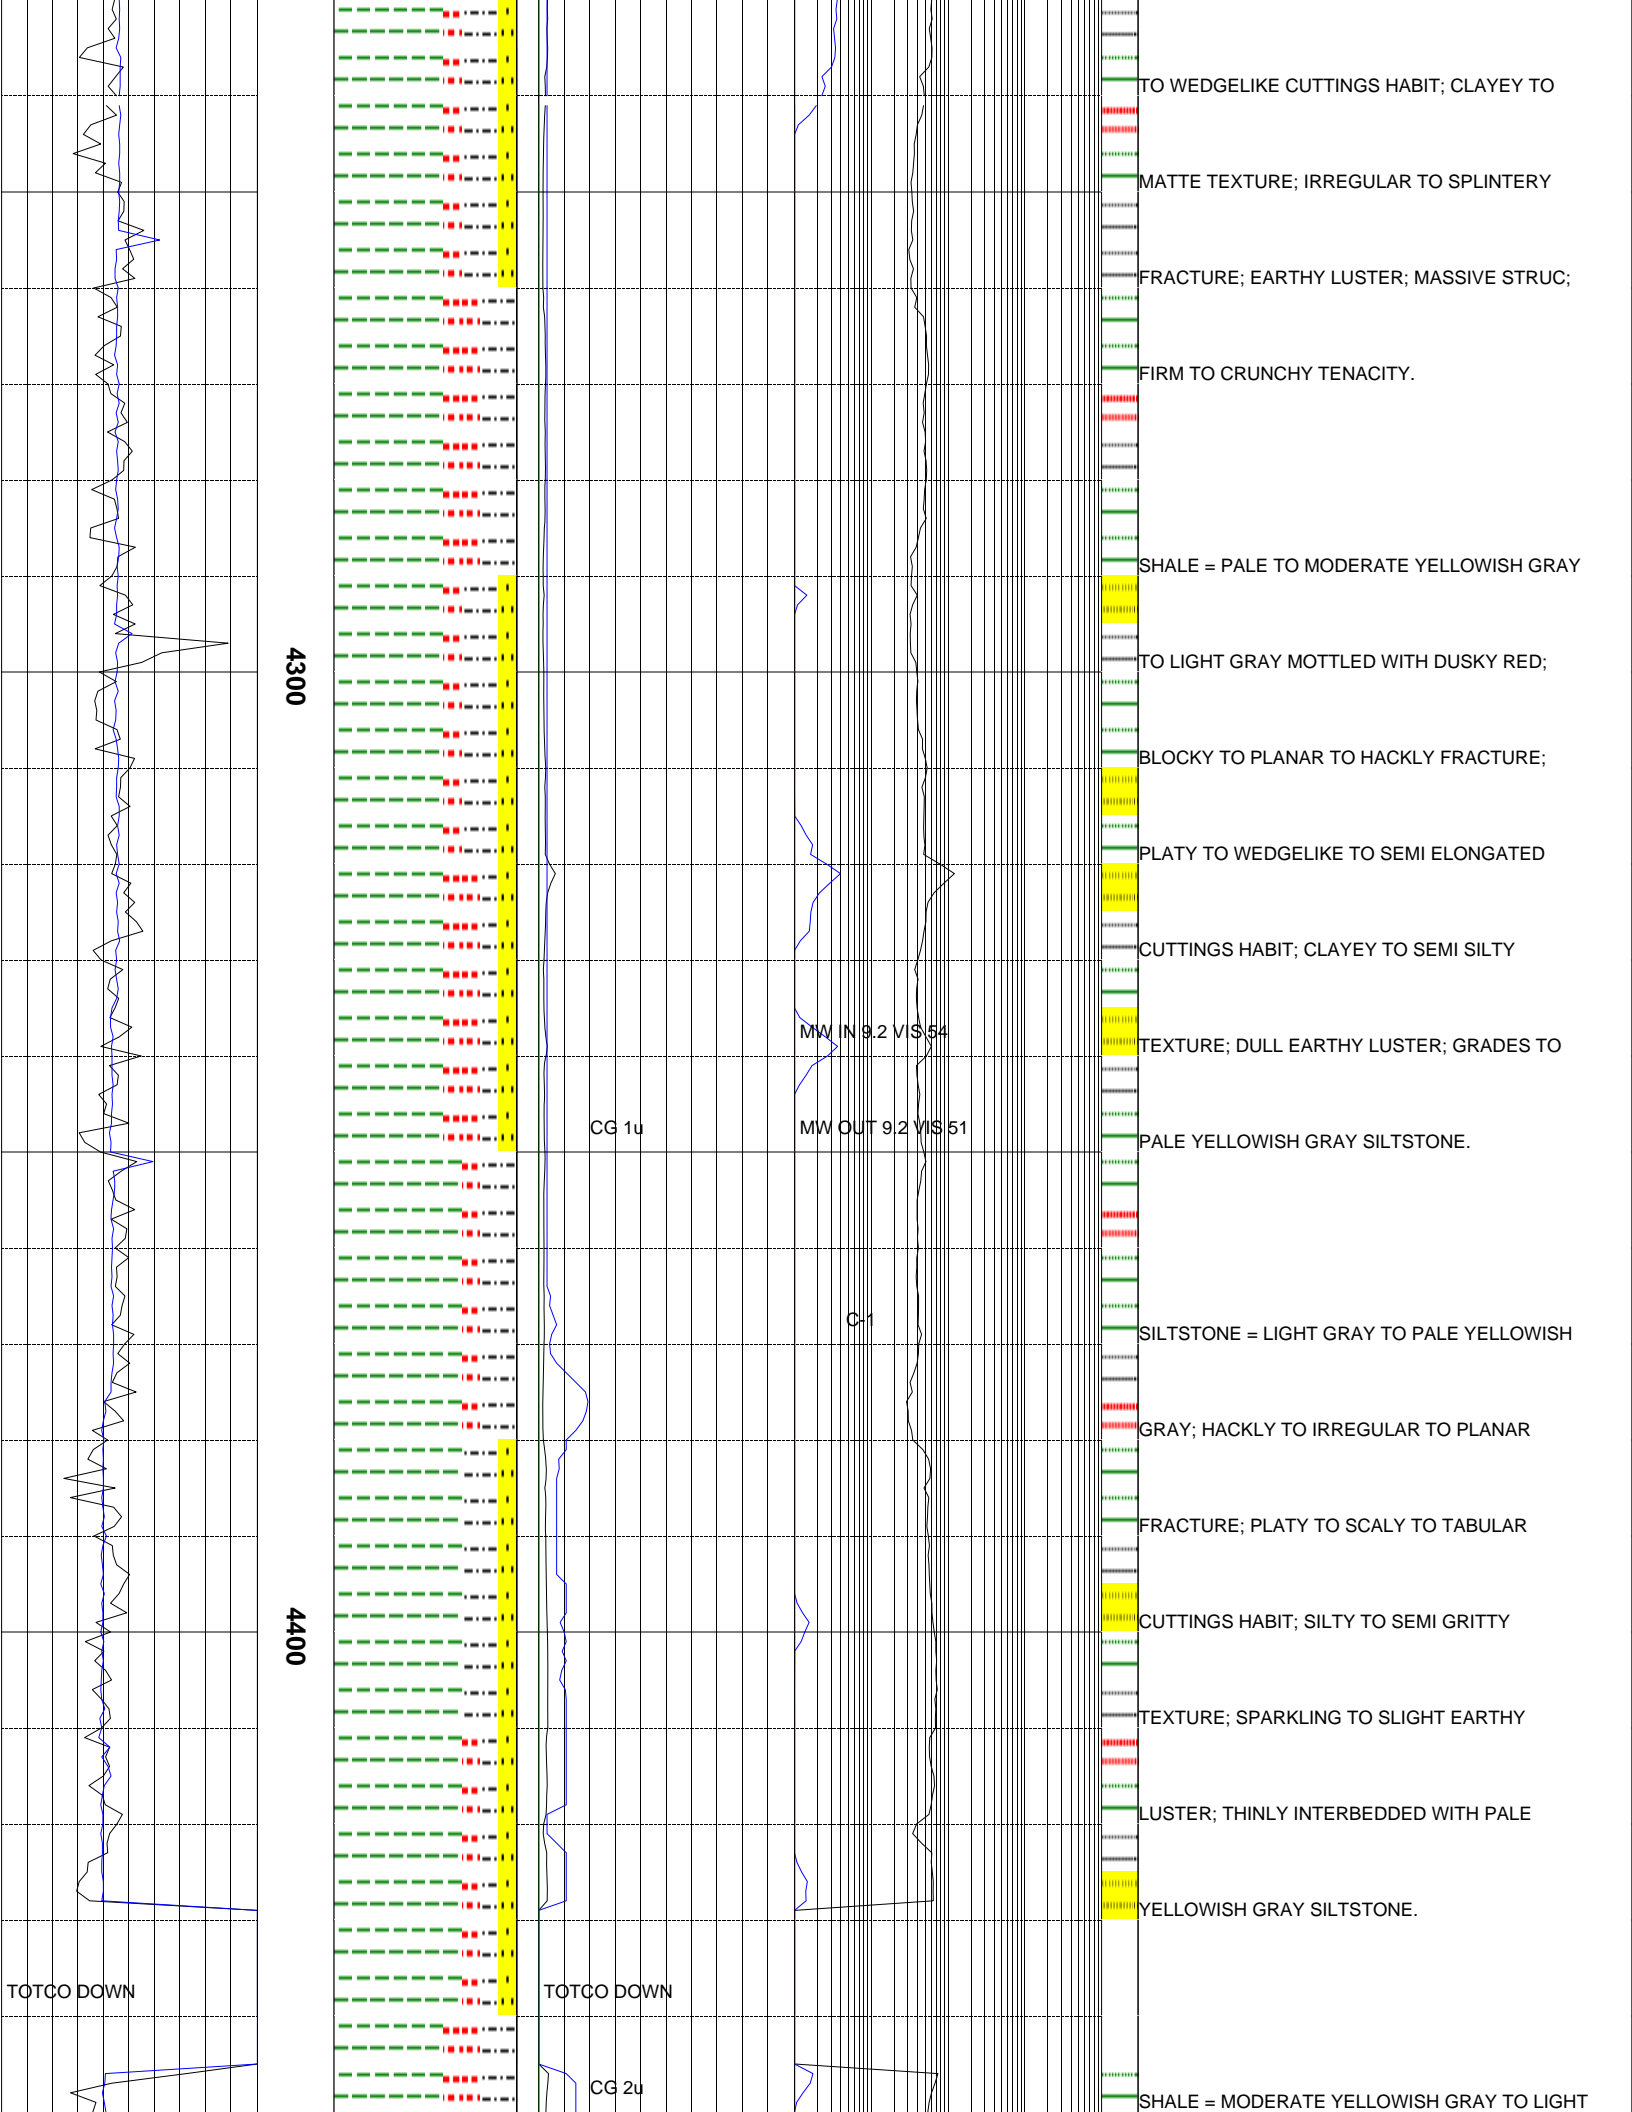 TO WEDGELIKE CUTTINGS HABIT; CLAYEY TO
MATTE TEXTURE; IRREGULAR TO SPLINTERY
FRACTURE; EARTHY LUSTER; MASSIVE STRUC;
FIRM TO CRUNCHY TENACITY.
SHALE = PALE TO MODERATE YELLOWISH GRAY
4300
TO LIGHT GRAY MOTTLED WITH DUSKY RED;
BLOCKY TO PLANAR TO HACKLY FRACTURE;
PLATY TO WEDGELIKE TO SEMI ELONGATED
CUTTINGS HABIT; CLAYEY TO SEMI SILTY
MW IN 9.2 VIS 54
TEXTURE; DULL EARTHY LUSTER; GRADES TO
CG 1u
MW OUT 9.2 VIS 51
PALE YELLOWISH GRAY SILTSTONE.
C-1
SILTSTONE = LIGHT GRAY TO PALE YELLOWISH
GRAY; HACKLY TO IRREGULAR TO PLANAR
FRACTURE; PLATY TO SCALY TO TABULAR
4400
CUTTINGS HABIT; SILTY TO SEMI GRITTY
TEXTURE; SPARKLING TO SLIGHT EARTHY
LUSTER; THINLY INTERBEDDED WITH PALE
YELLOWISH GRAY SILTSTONE.
TOTCO DOWN
TOTCO DOWN
CG 2u
SHALE = MODERATE YELLOWISH GRAY TO LIGHT